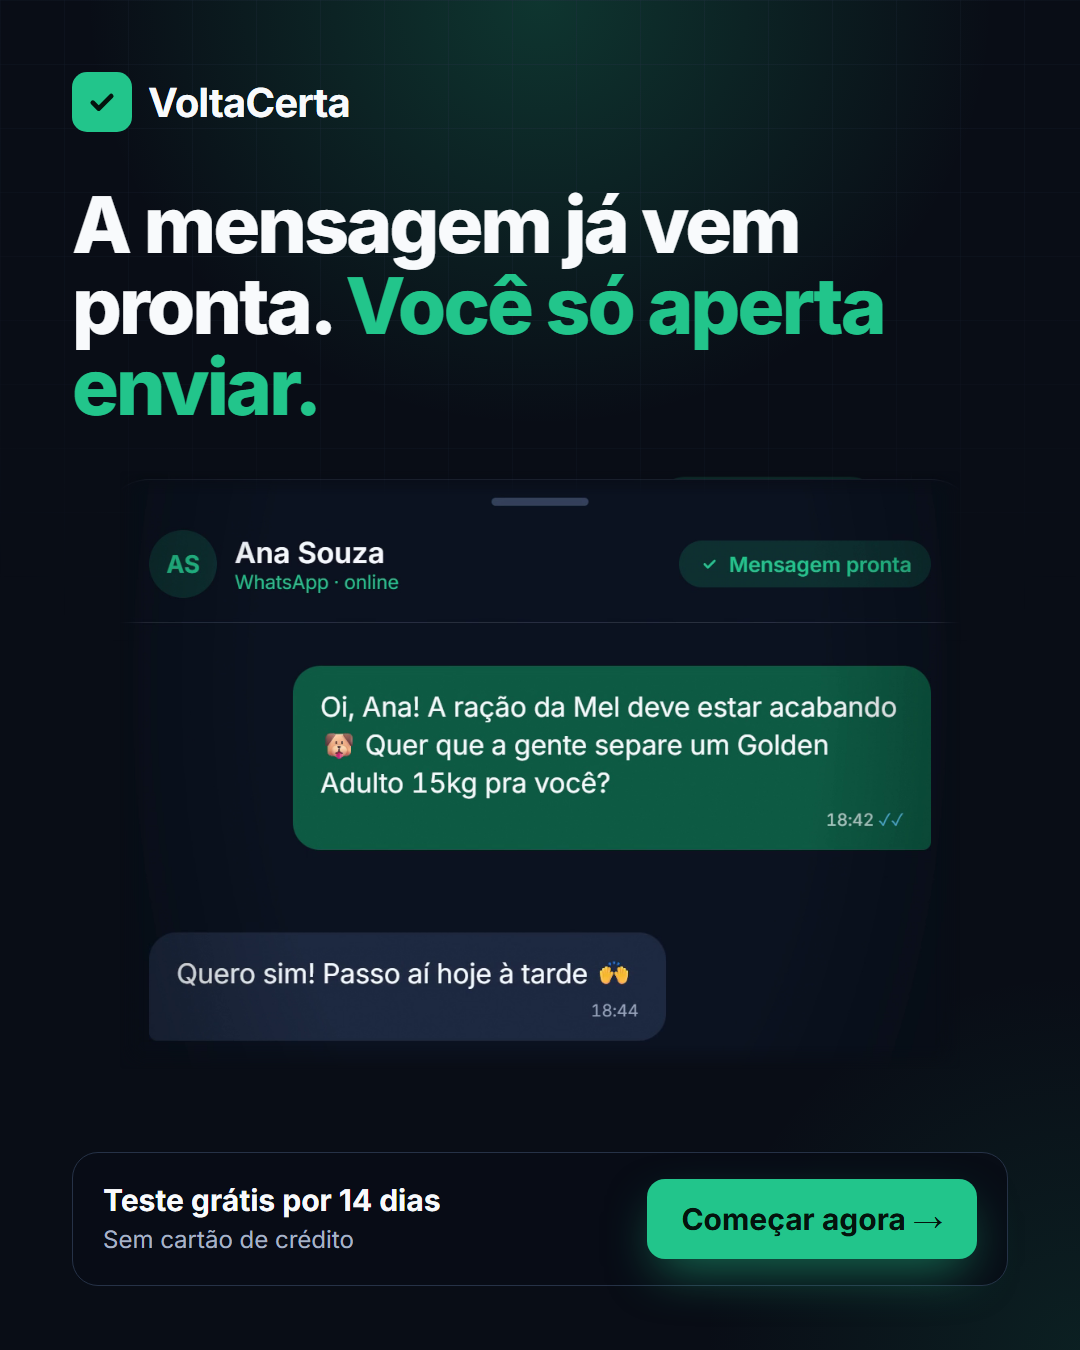 VoltaCerta
A mensagem já vem
pronta. Você só aperta
enviar.
AS
Ana Souza
WhatsApp · online
✓ Mensagem pronta
Oi, Ana! A ração da Mel deve estar acabando
🐶 Quer que a gente separe um Golden
Adulto 15kg pra você?
18:42 ✓✓
Quero sim! Passo aí hoje à tarde 🙌
18:44
Teste grátis por 14 dias
Sem cartão de crédito
Começar agora →